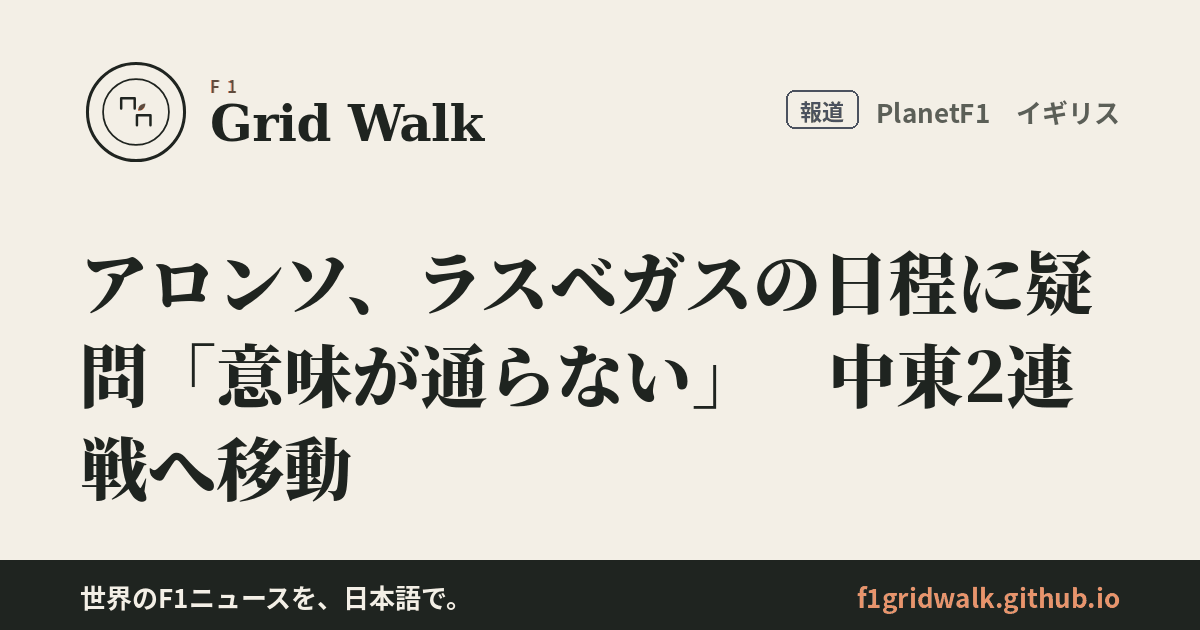 F1
Grid Walk
報道 PlanetF1　イギリス
アロンソ、ラスベガスの日程に疑
問「意味が通らない」　中東2連
戦へ移動
世界のF1ニュースを、日本語で。
f1gridwalk.github.io